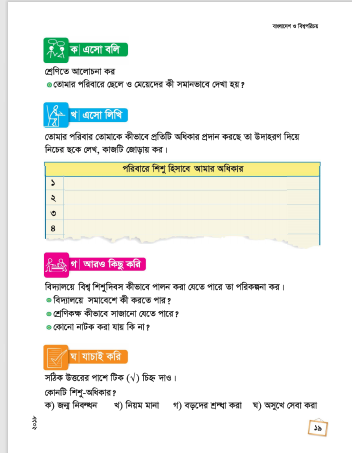 বাংলাদেশ ও বিশ্বপরিচয়
ক| এসো বলি
শ্রেণিতে আলোচনা কর
তোমার পরিবারে ছেলে ও মেয়েদের কী সমানভাবে দেখা হয়?
খ| এসো লিখি
তোমার পরিবার তোমাকে কীভাবে প্রতিটি অধিকার প্রদান করছে তা উদাহরণ দিয়ে
নিচের ছকে লেখ, কাজটি জোড়ায় কর।
পরিবারে শিশু হিসাবে আমার অধিকার
১
২
৩
৪
গ| আরও কিছু করি
বিদ্যালয়ে বিশ্ব শিশুদিবস কীভাবে পালন করা যেতে পারে তা পরিকল্পনা কর।
বিদ্যালয়ে সমাবেশে কী করতে পার?
শ্রেণিকক্ষ কীভাবে সাজানো যেতে পারে?
কোনো নাটক করা যায় কি না?
ঘ| যাচাই করি
সঠিক উত্তরের পাশে টিক (√) চিহ্ন দাও।
কোনটি শিশু-অধিকার?
ক) জন্ম নিবন্ধন খ) নিয়ম মানা গ) বড়দের শ্রদ্ধা করা ঘ) অসুখে সেবা করা
২০১৮
১৯